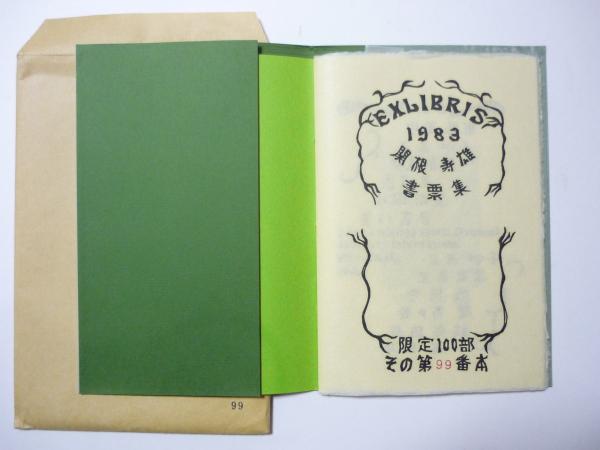 EXLIBRIS
1983
関根寿雄
書票集
限定100部
その第99番本
99